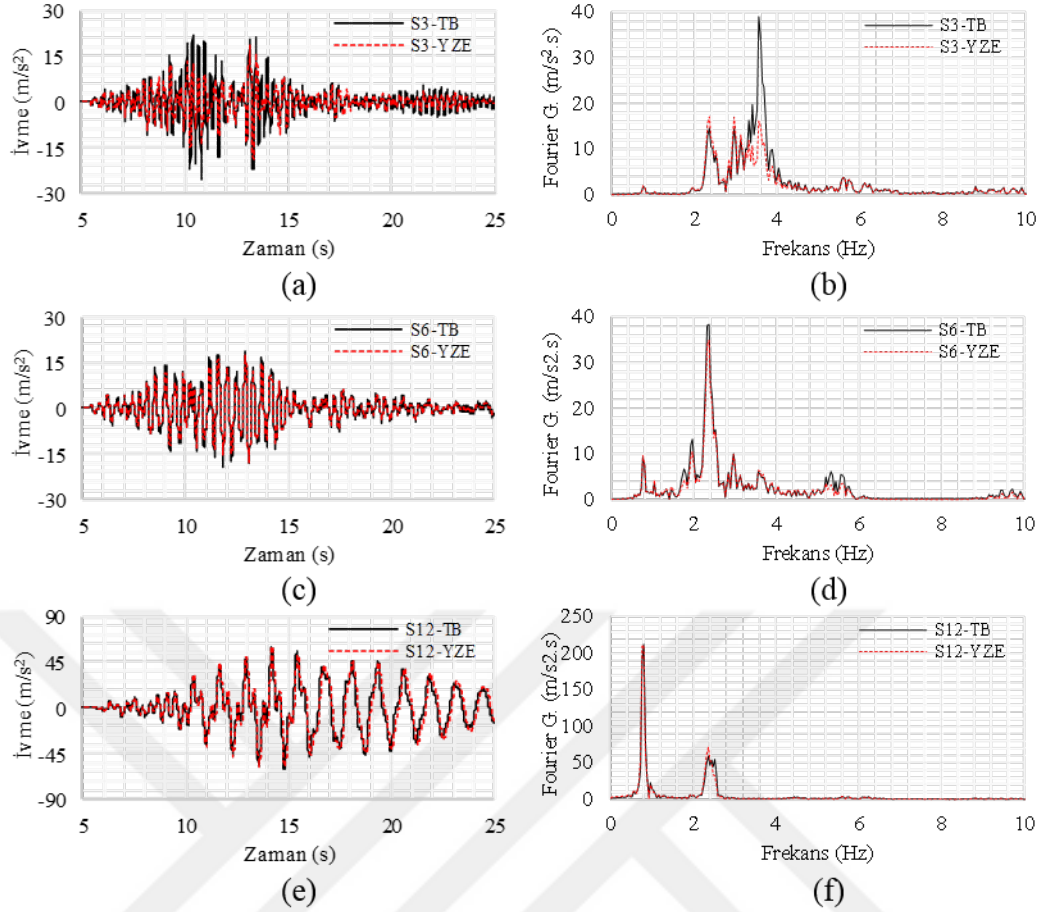 S3-TB
S3-YZE
İvme (m/s²)
30
15
0
-15
30
5
10
15
20
25
Zaman (s)
(a)
S3-TB
S3-YZE
Fourier G. (m/s².s)
40
30
20
10
0
0
2
4
6
8
10
Frekans (Hz)
(b)
S6-TB
S6-YZE
İvme (m/s²)
30
15
0
-15
-30
5
10
15
20
25
Zaman (s)
(c)
S6-TB
S6-YZE
Fourier G. (m/s2.s)
40
30
20
10
0
0
2
4
6
8
10
Frekans (Hz)
(d)
S12-TB
S12-YZE
İvme (m/s²)
90
45
0
-45
-90
5
10
15
20
25
Zaman (s)
(e)
S12-TB
S12-YZE
Fourier G. (m/s2.s)
250
200
150
100
50
0
0
2
4
6
8
10
Frekans (Hz)
(f)